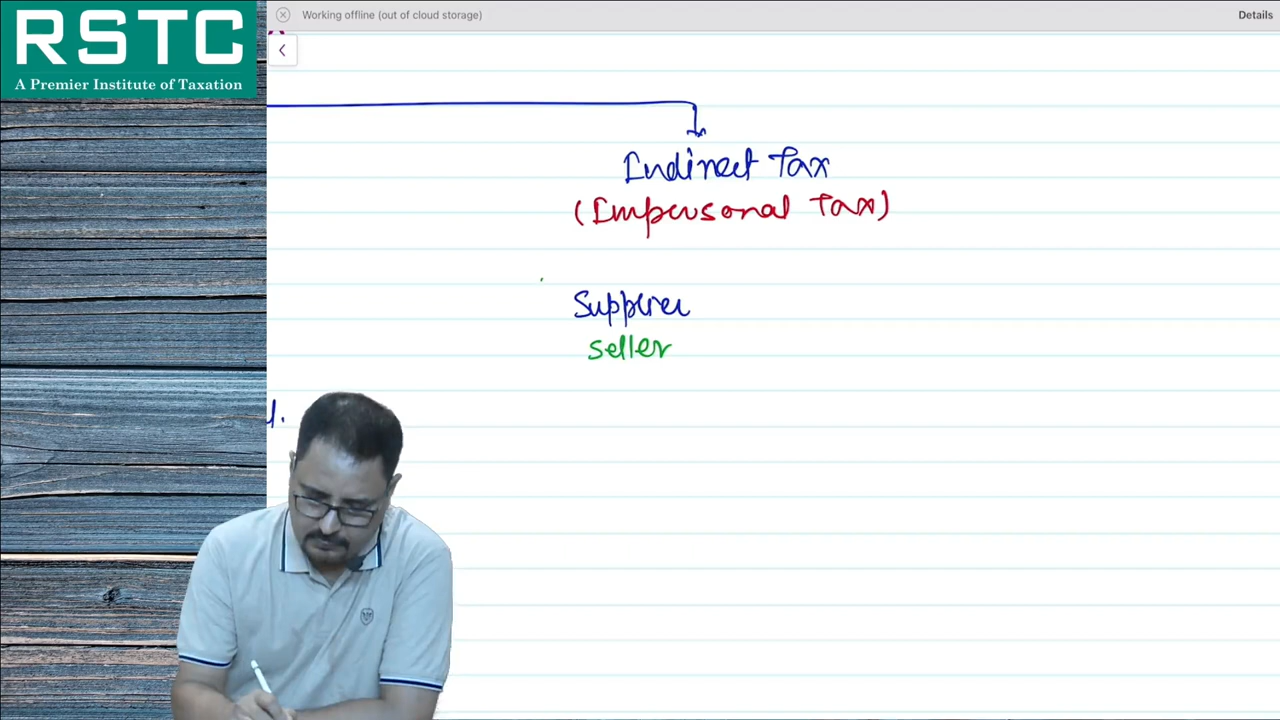 RSTC
A Premier Institute of Taxation
Working offline (out of cloud storage)
Details
Indirect Tax
(Impersonal Tax)
Supplier
Seller